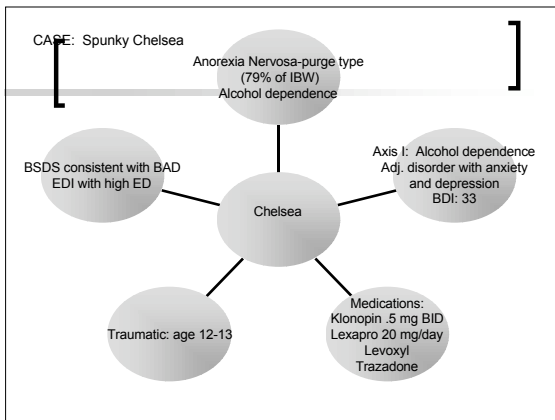 CASE: Spunky Chelsea
Anorexia Nervosa-purge type
(79% of IBW)
Alcohol dependence
BSDS consistent with BAD
EDI with high ED
Axis I: Alcohol dependence
Adj. disorder with anxiety
and depression
BDI: 33
Chelsea
Traumatic: age 12-13
Medications:
Klonopin .5 mg BID
Lexapro 20 mg/day
Levoxyl
Trazadone